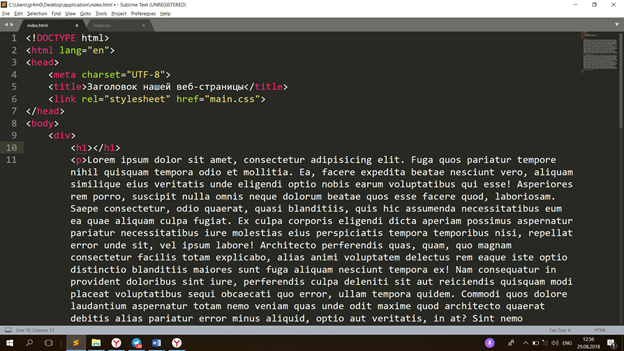 C:\Users\gr4m0\Desktop\application\index.html • - Sublime Text (UNREGISTERED)
File Edit Selection Find View Goto Tools Project Preferences Help
index.html main.css
1 <!DOCTYPE html>
2 <html lang="en">
3 <head>
4 <meta charset="UTF-8">
5 <title>Заголовок нашей веб-страницы</title>
6 <link rel="stylesheet" href="main.css">
7 </head>
8 <body>
9 <div>
10 <h1></h1>
11 <p>Lorem ipsum dolor sit amet, consectetur adipisicing elit. Fuga quos pariatur tempore
nihil quisquam tempora odio et mollitia. Ea, facere expedita beatae nesciunt vero, aliquam
similique eius veritatis unde eligendi optio nobis earum voluptatibus qui esse! Asperiores
rem porro, suscipit nulla omnis neque dolorum beatae quos esse facere quod, laboriosam.
Saepe consectetur, odio quaerat, quasi blanditiis, quis hic assumenda necessitatibus eum
ea quae aliquam culpa fugiat. Ex culpa corporis eligendi dicta aperiam possimus aspernatur
pariatur necessitatibus iure molestias eius perspiciatis tempora temporibus nisi, repellat
error unde sit, vel ipsum labore! Architecto perferendis quas, quam, quo magnam
consectetur facilis totam explicabo, alias animi voluptatem delectus rem eaque iste optio
distinctio blanditiis maiores sunt fuga aliquam nesciunt tempora ex! Nam consequatur in
provident doloribus sint iure, perferendis culpa deleniti sit aut reiciendis quisquam modi
placeat voluptatibus sequi obcaecati quo error, ullam tempora quidem. Commodi quos dolore
laudantium aspernatur totam nemo veniam quas unde odit maxime quod architecto quaerat
debitis alias pariatur error minus aliquid, optio aut veritatis, in at? Sint nemo
Line 10, Column 13 Tab Size: 4 HTML
ENG 12:56
29.08.2018